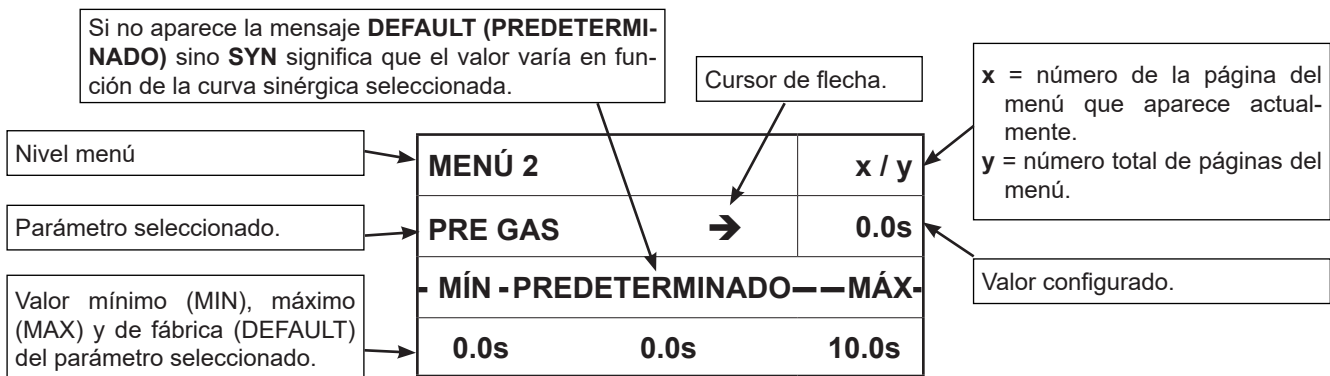 Si no aparece la mensaje DEFAULT (PREDETERMI-
NADO) sino SYN significa que el valor varía en fun-
ción de la curva sinérgica seleccionada.
Cursor de flecha.
x = número de la página del
menú que aparece actual-
mente.
y = número total de páginas del
menú.
Nivel menú
MENÚ 2 x / y
Parámetro seleccionado.
PRE GAS ➔ 0.0s
- MÍN - PREDETERMINADO — — MÁX-
Valor configurado.
Valor mínimo (MIN), máximo
(MAX) y de fábrica (DEFAULT)
del parámetro seleccionado.
0.0s 0.0s 10.0s